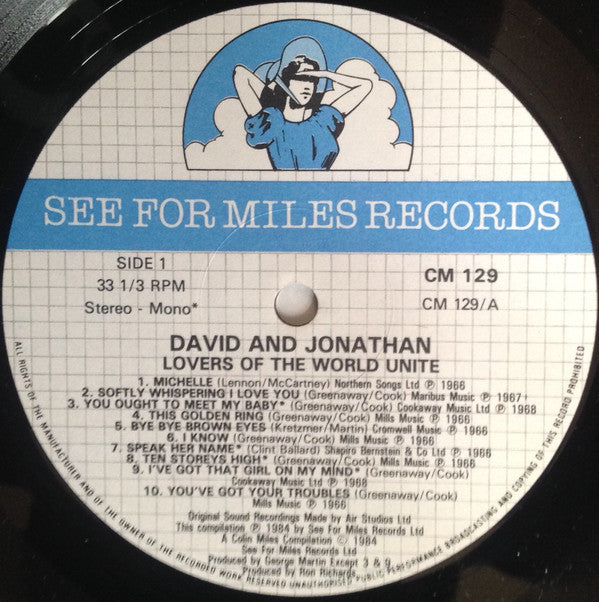 SEE FOR MILES RECORDS
SIDE 1
33 1/3 RPM
Stereo - Mono*
CM 129
CM 129/A
DAVID AND JONATHAN
LOVERS OF THE WORLD UNITE
1. MICHELLE (Lennon/McCartney) Northern Songs Ltd ℗ 1966
2. SOFTLY WHISPERING I LOVE YOU (Greenaway/Cook) Maribus Music ℗ 1967
3. YOU OUGHT TO MEET MY BABY* (Greenaway/Cook) Cookaway Music Ltd ℗ 1968
4. THIS GOLDEN RING (Greenaway/Cook) Mills Music ℗ 1966
5. BYE BYE BROWN EYES (Kretzmer/Martin) Cromwell Music ℗ 1966
6. I KNOW (Greenaway/Cook) Mills Music ℗ 1966
7. SPEAK HER NAME* (Clint Ballard) Shapiro Bernstein & Co Ltd ℗ 1966
8. TEN STOREYS HIGH* (Greenaway/Cook) Mills Music ℗ 1966
9. I'VE GOT THAT GIRL ON MY MIND* (Greenaway/Cook)
Cookaway Music Ltd ℗ 1968
10. YOU'VE GOT YOUR TROUBLES (Greenaway/Cook)
Mills Music ℗ 1966
Original Sound Recordings Made by Air Studios Ltd
This compilation ℗ 1984 by See For Miles Records Ltd
A Colin Miles Compilation © 1984
See For Miles Records Ltd
Produced by George Martin Except 3 & 9
Produced by Ron Richards
ALL RIGHTS OF THE MANUFACTURER AND OF THE OWNER OF THE RECORDED WORK RESERVED UNAUTHORISED PUBLIC PERFORMANCE BROADCASTING AND COPYING OF THIS RECORD PROHIBITED